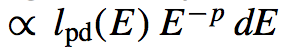 ∝ l_pd(E) E^−p dE